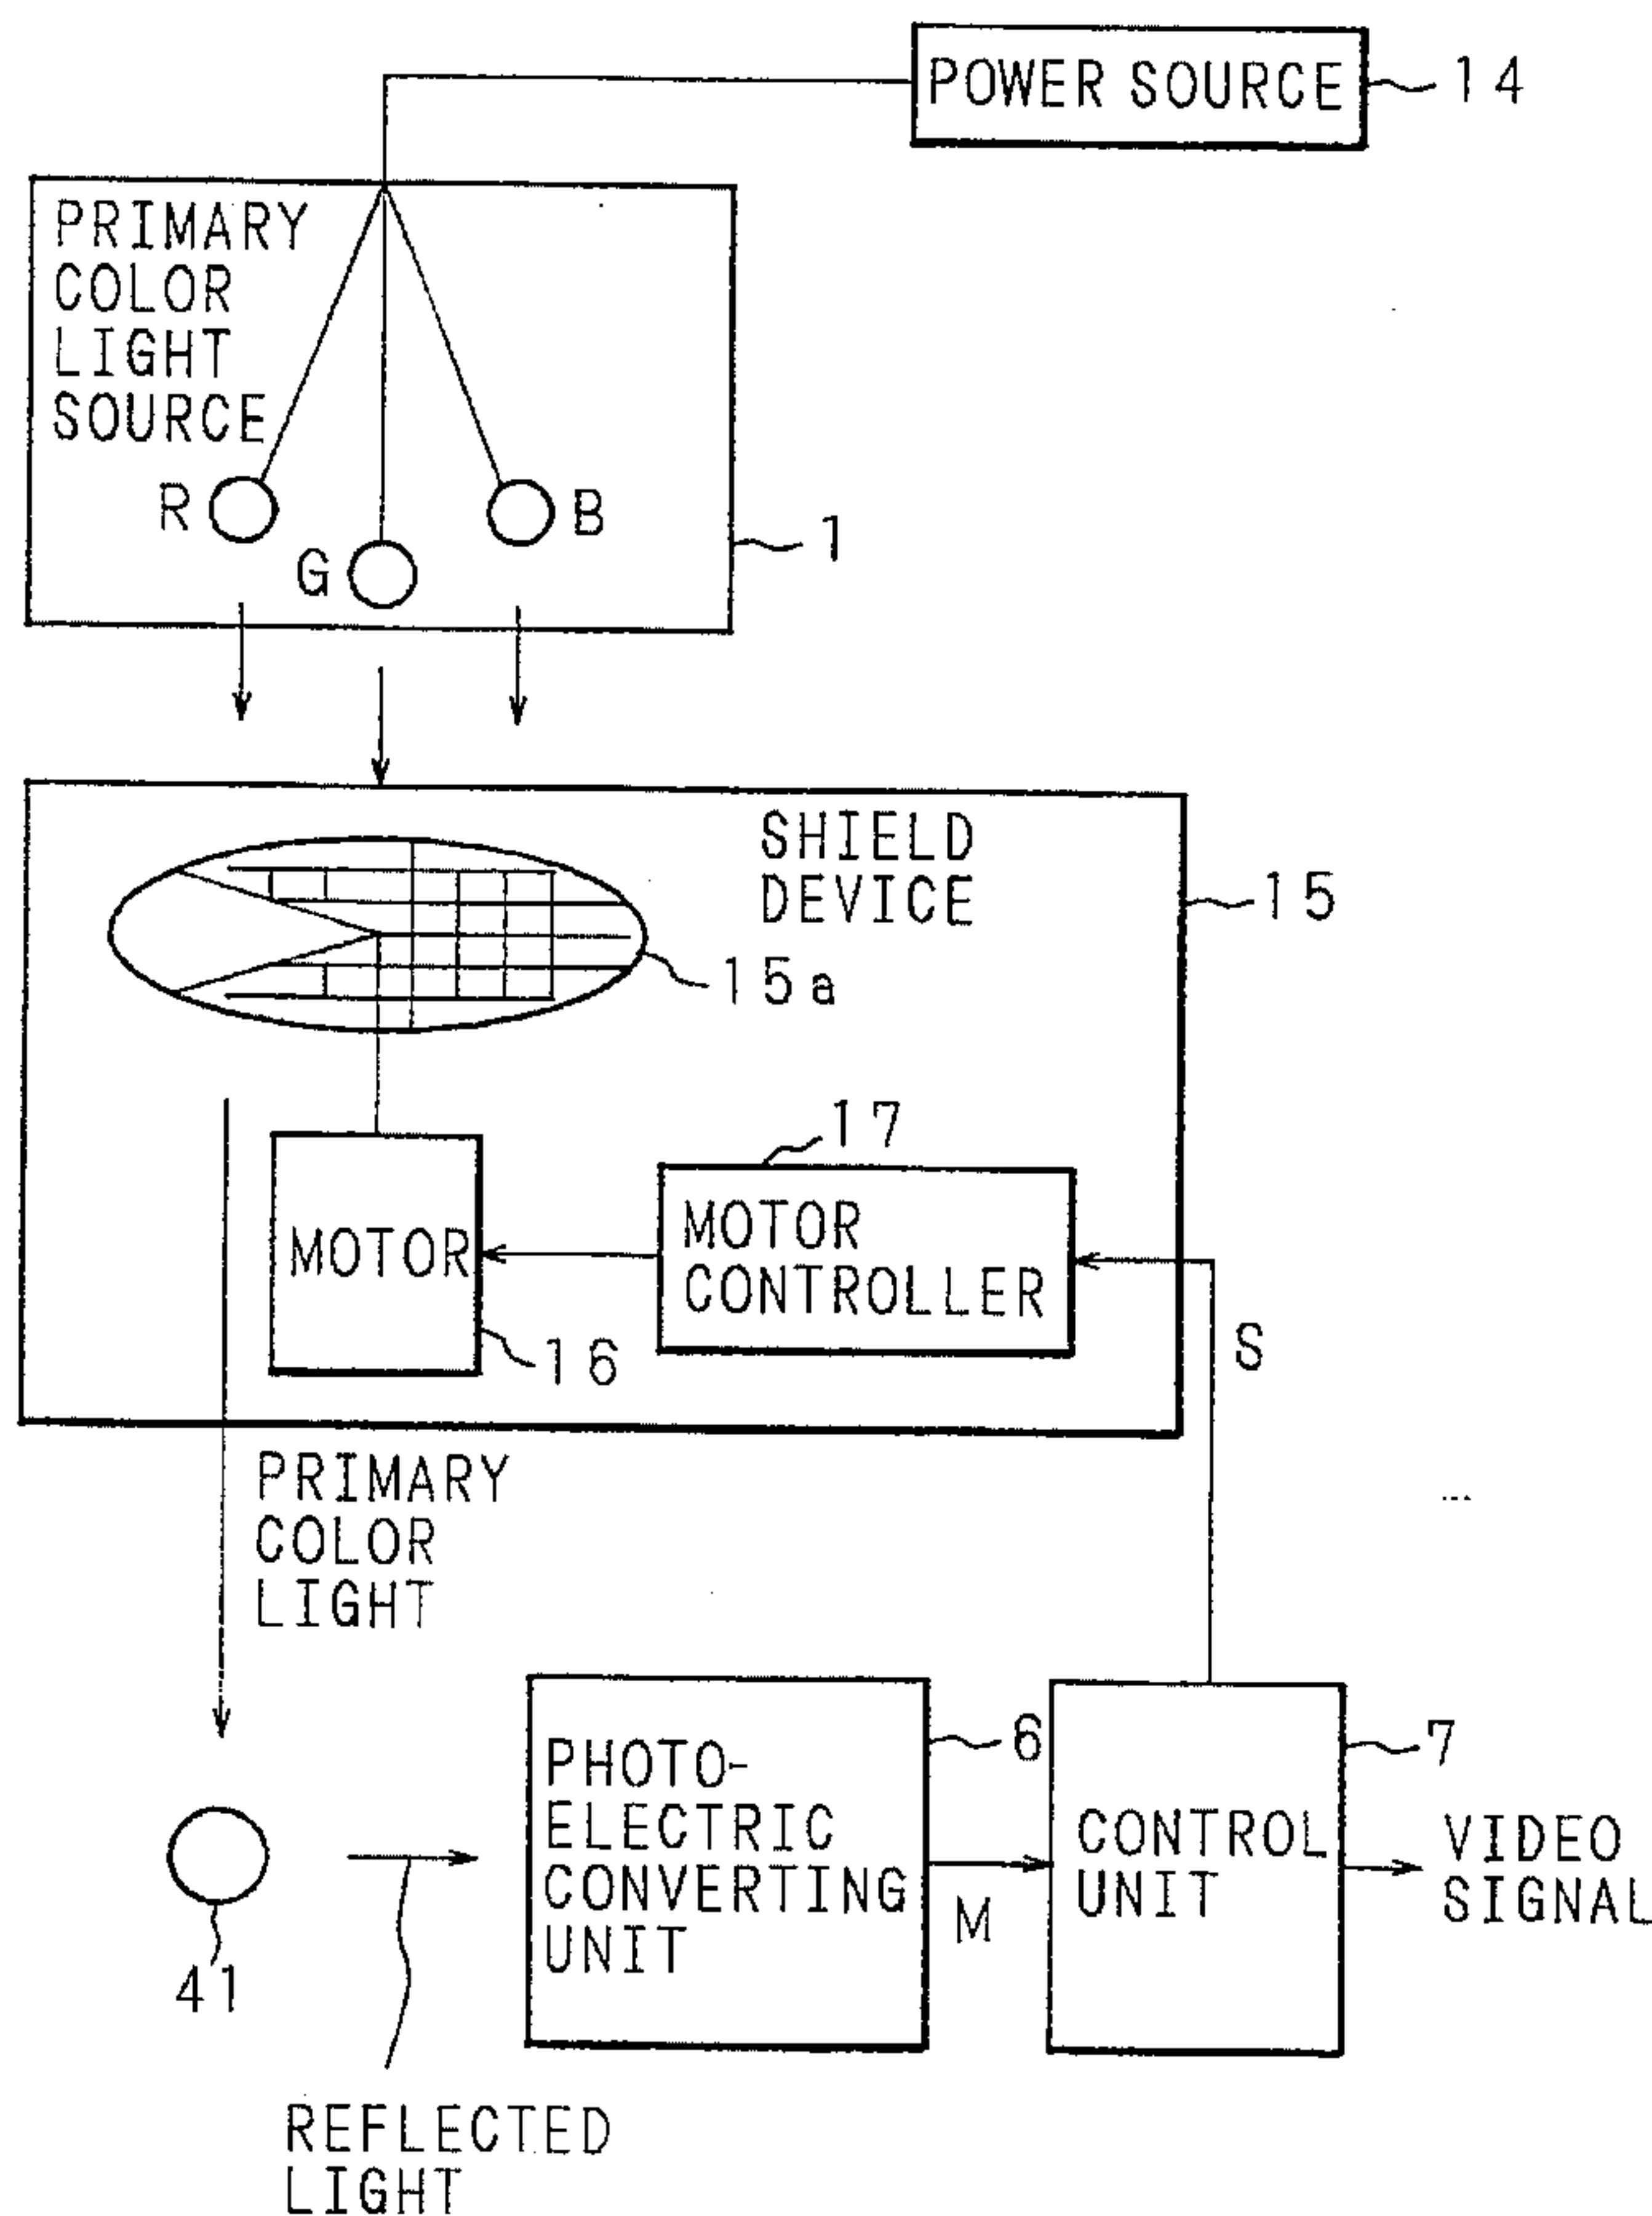 POWER SOURCE
14
PRIMARY
COLOR
LIGHT
SOURCE
R
B
G
1
SHIELD
DEVICE
15
15a
17
MOTOR
CONTROLLER
MOTOR
16
S
PRIMARY
COLOR
LIGHT
6
7
PHOTO-
ELECTRIC
CONVERTING
UNIT
M
CONTROL
UNIT
VIDEO
SIGNAL
41
REFLECTED
LIGHT